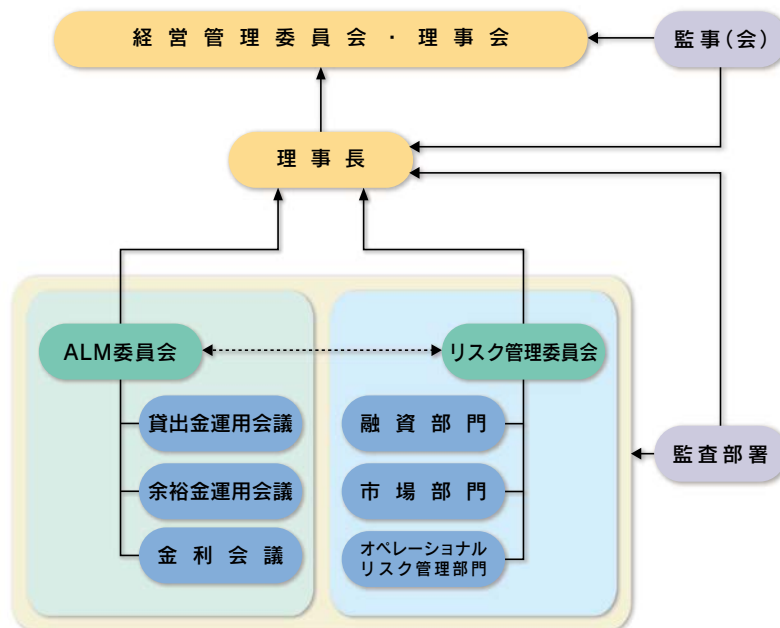 経営管理委員会・理事会
監事(会)
理事長
ALM委員会
リスク管理委員会
貸出金運用会議
融資部門
余裕金運用会議
市場部門
監査部署
金利会議
オペレーショナル
リスク管理部門